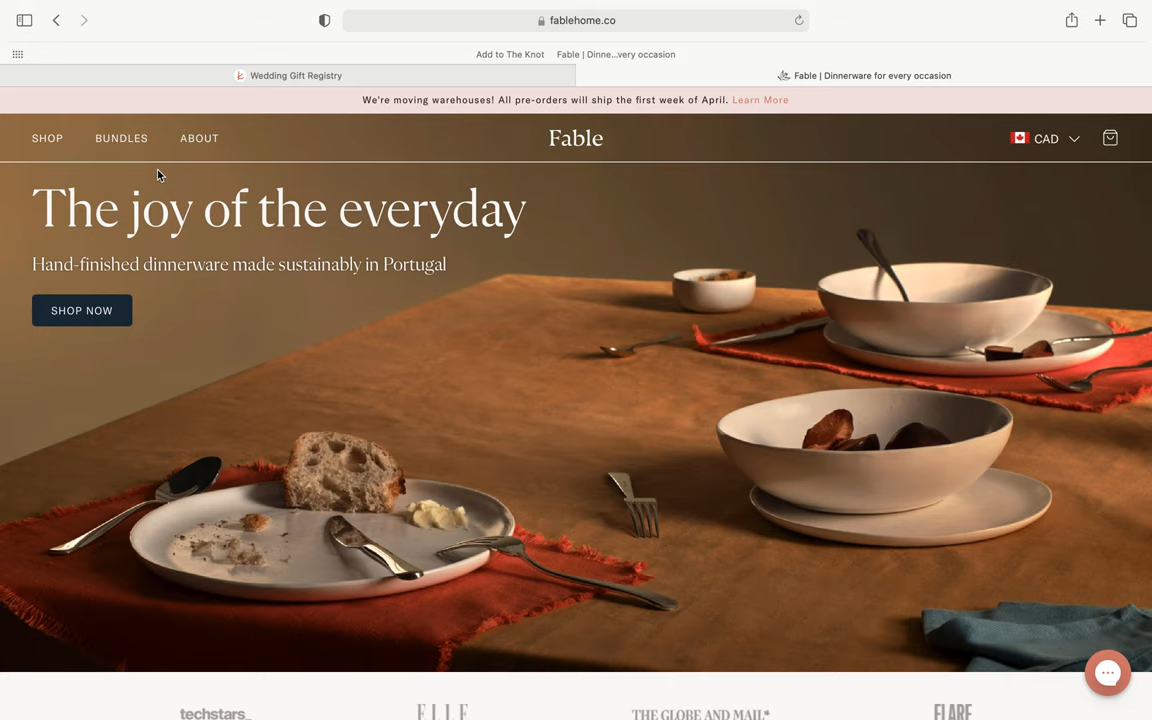 fablehome.co
Add to The Knot Fable | Dinne...very occasion
Wedding Gift Registry Fable | Dinnerware for every occasion
We're moving warehouses! All pre-orders will ship the first week of April. Learn More
SHOP BUNDLES ABOUT Fable CAD
The joy of the everyday
Hand-finished dinnerware made sustainably in Portugal
SHOP NOW
techstars_ ELLE THE GLOBE AND MAIL* FLARE